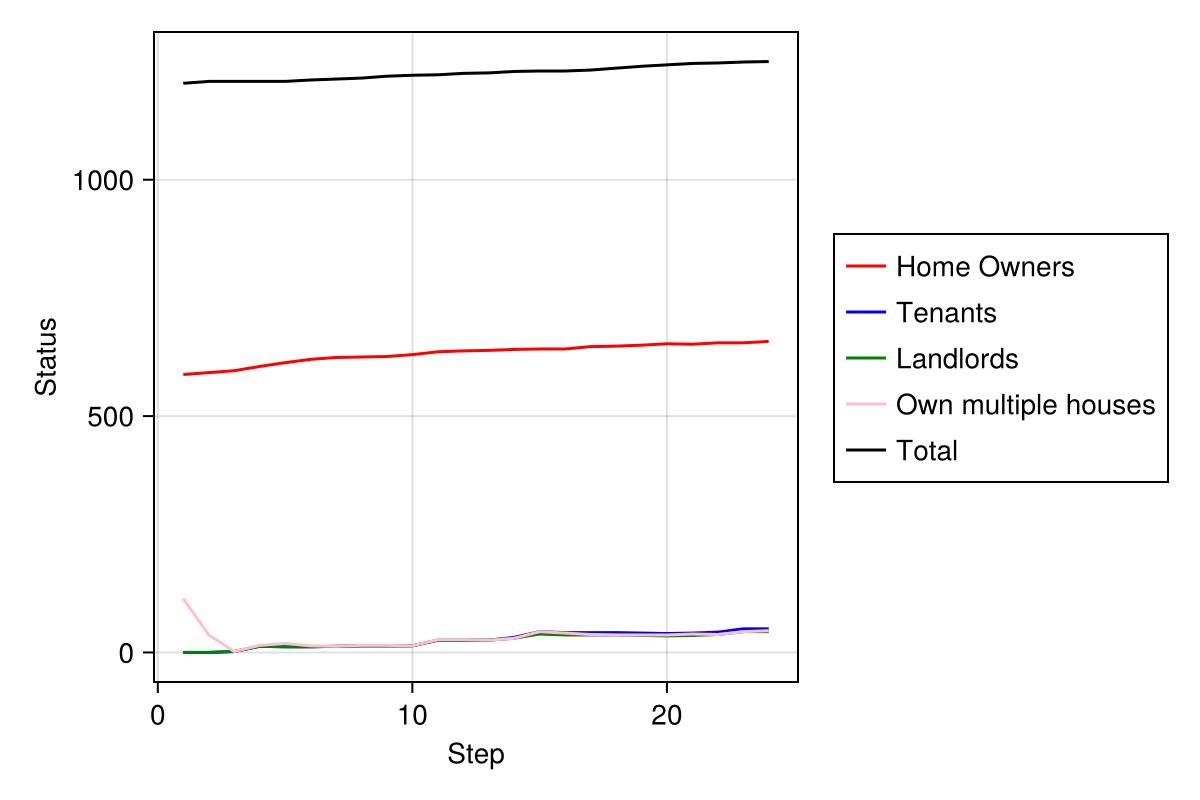 Status
1000
500
0
0
10
20
Step
Home Owners
Tenants
Landlords
Own multiple houses
Total